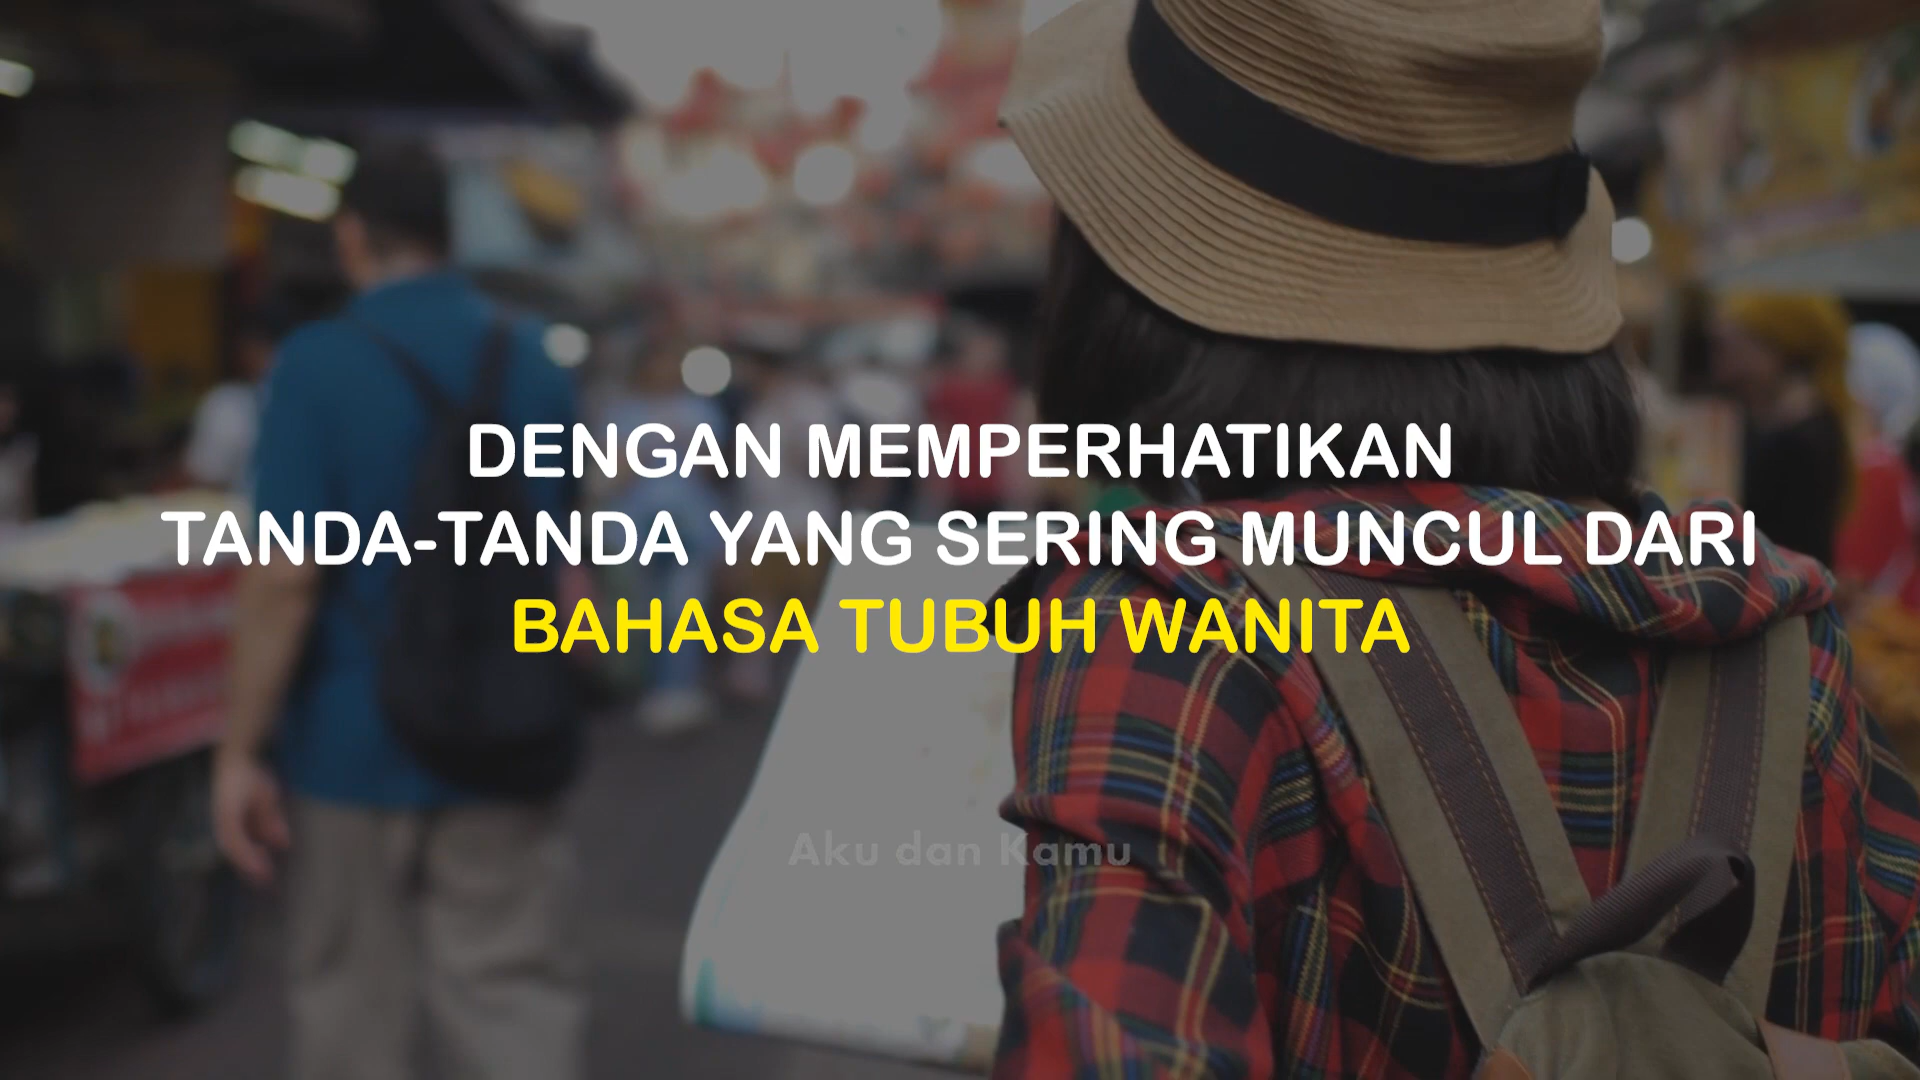 DENGAN MEMPERHATIKAN
TANDA-TANDA YANG SERING MUNCUL DARI
BAHASA TUBUH WANITA
Aku dan Kamu